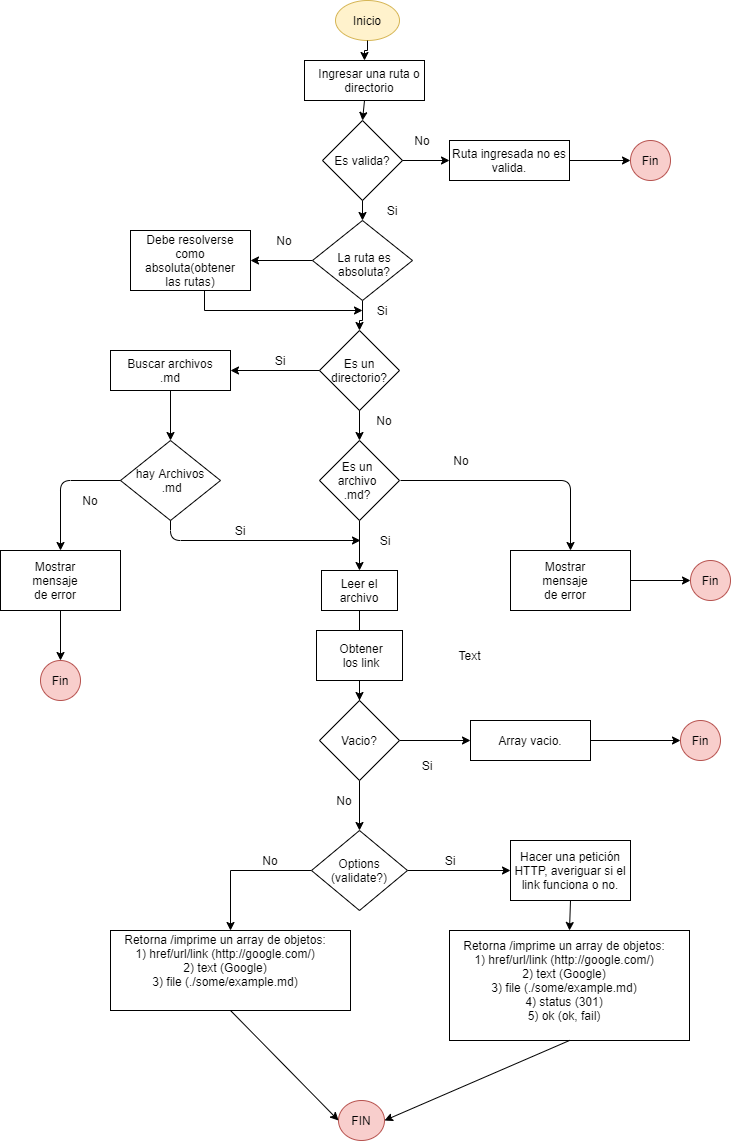 Inicio
Ingresar una ruta o
directorio
Es valida?
No
Ruta ingresada no es
valida.
Fin
Si
Debe resolverse
como
absoluta(obtener
las rutas)
No
La ruta es
absoluta?
Si
Buscar archivos
.md
Si
Es un
directorio?
No
hay Archivos
.md
No
Si
Es un
archivo
.md?
No
Si
Mostrar
mensaje
de error
Fin
Leer el
archivo
Mostrar
mensaje
de error
Fin
Obtener
los link
Text
Vacio?
Si
Array vacio.
Fin
No
Options
(validate?)
No
Si
Hacer una petición
HTTP, averiguar si el
link funciona o no.
Retorna /imprime un array de objetos:
1) href/url/link (http://google.com/)
2) text (Google)
3) file (./some/example.md)
Retorna /imprime un array de objetos:
1) href/url/link (http://google.com/)
2) text (Google)
3) file (./some/example.md)
4) status (301)
5) ok (ok, fail)
FIN